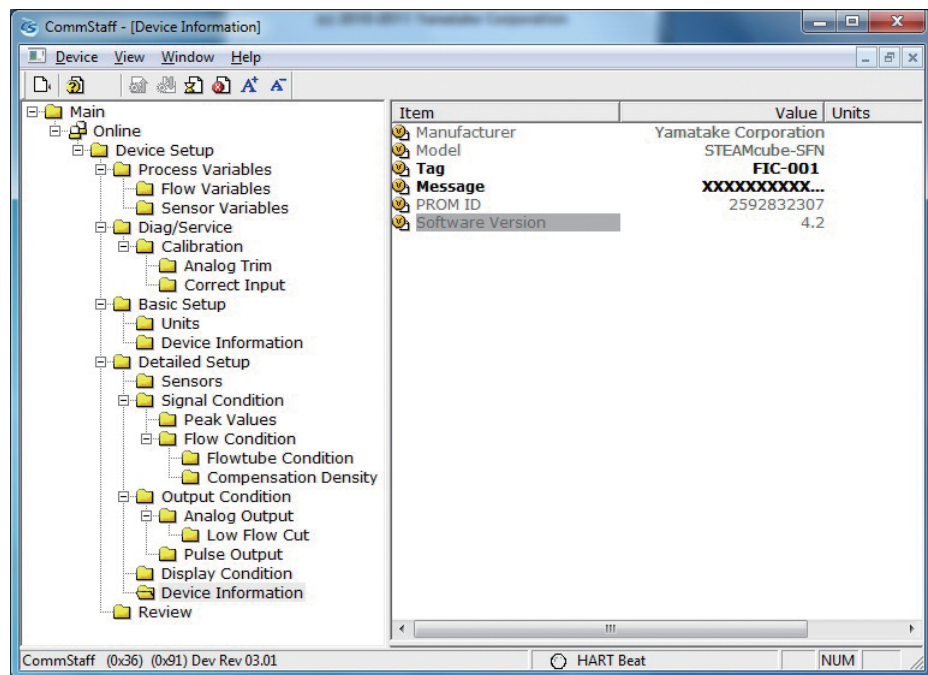 CommStaff - [Device Information]
Device View Window Help
Main
Online
Device Setup
Process Variables
Flow Variables
Sensor Variables
Diag/Service
Calibration
Analog Trim
Correct Input
Basic Setup
Units
Device Information
Detailed Setup
Sensors
Signal Condition
Peak Values
Flow Condition
Flowtube Condition
Compensation Density
Output Condition
Analog Output
Low Flow Cut
Pulse Output
Display Condition
Device Information
Review
Item Value Units
Manufacturer Yamatake Corporation
Model STEAMcube-SFN
Tag FIC-001
Message XXXXXXXXXX...
PROM ID 2592832307
Software Version 4.2
CommStaff (0x36) (0x91) Dev Rev 03.01 HART Beat NUM